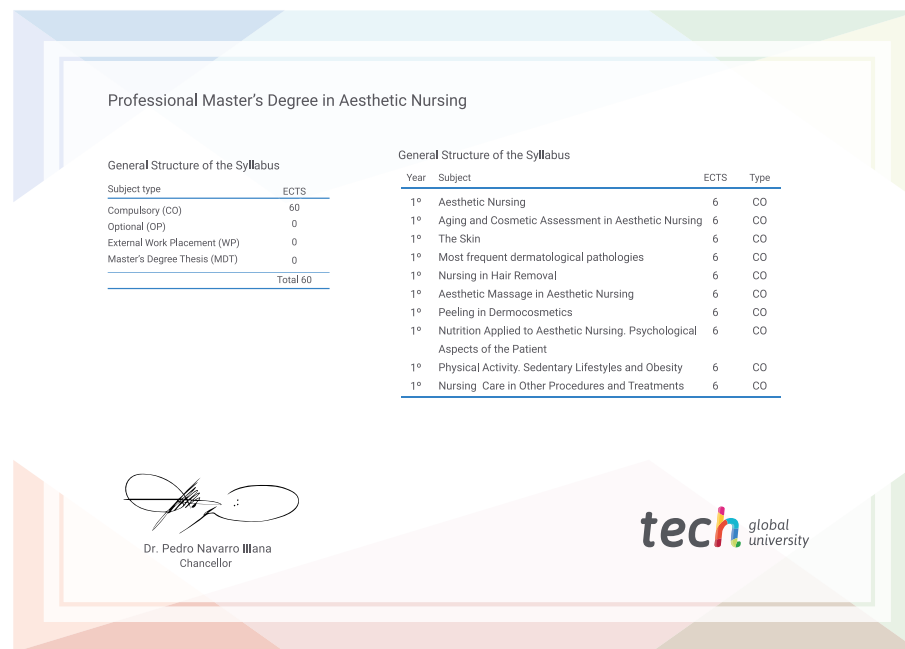 Professional Master's Degree in Aesthetic Nursing
General Structure of the Syllabus
Subject type ECTS
Compulsory (CO) 60
Optional (OP) 0
External Work Placement (WP) 0
Master's Degree Thesis (MDT) 0
Total 60
General Structure of the Syllabus
Year Subject ECTS Type
1º Aesthetic Nursing 6 CO
1º Aging and Cosmetic Assessment in Aesthetic Nursing 6 CO
1º The Skin 6 CO
1º Most frequent dermatological pathologies 6 CO
1º Nursing in Hair Removal 6 CO
1º Aesthetic Massage in Aesthetic Nursing 6 CO
1º Peeling in Dermocosmetics 6 CO
1º Nutrition Applied to Aesthetic Nursing. Psychological 6 CO
Aspects of the Patient
1º Physical Activity. Sedentary Lifestyles and Obesity 6 CO
1º Nursing Care in Other Procedures and Treatments 6 CO
Dr. Pedro Navarro Illana
Chancellor
tech global
university